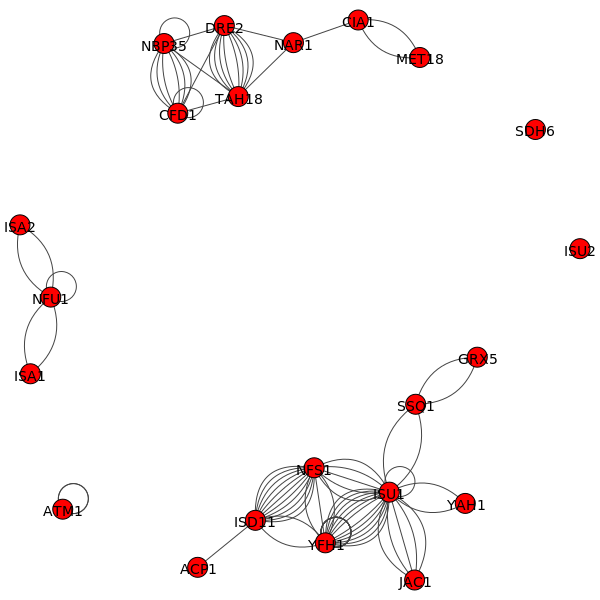 DRE2
CIA1
NBP35
NAR1
MET18
TAH18
CFD1
SDH6
ISA2
ISU2
NFU1
GRX5
ISA1
SSQ1
NFS1
ISU1
YAH1
ATM1
ISD11
YFH1
ACP1
JAC1